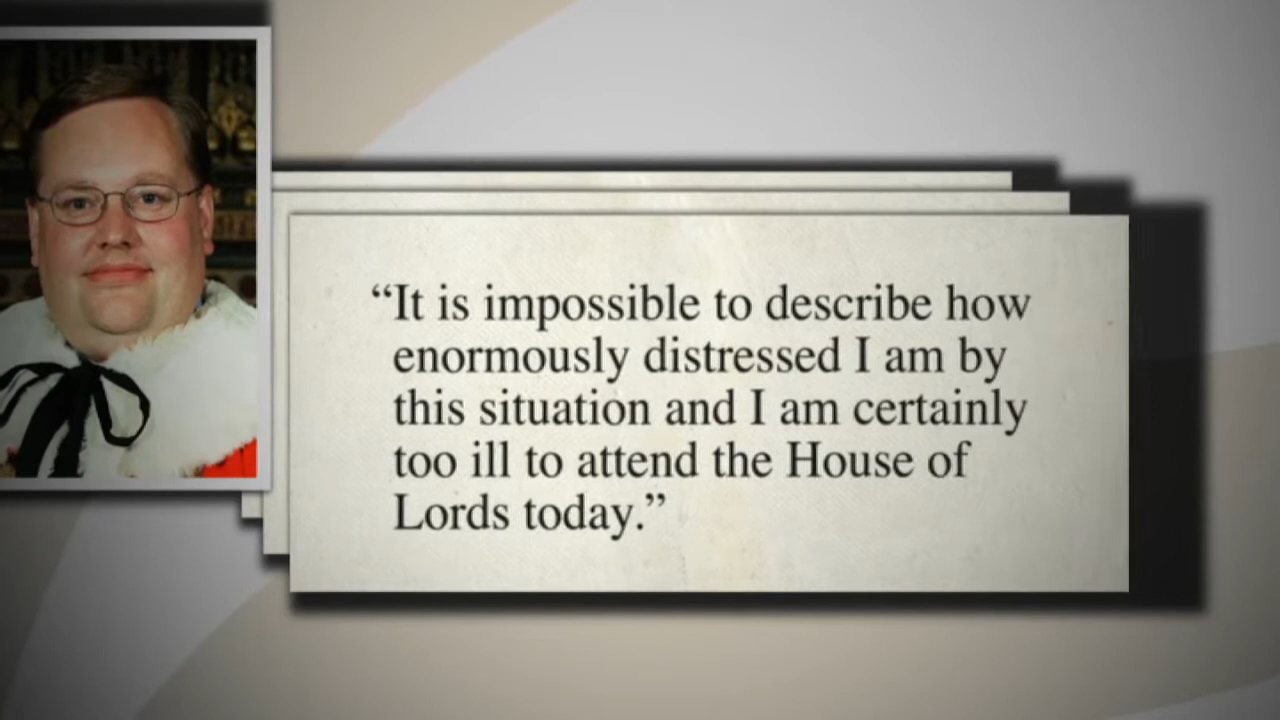 “It is impossible to describe how
enormously distressed I am by
this situation and I am certainly
too ill to attend the House of
Lords today.”